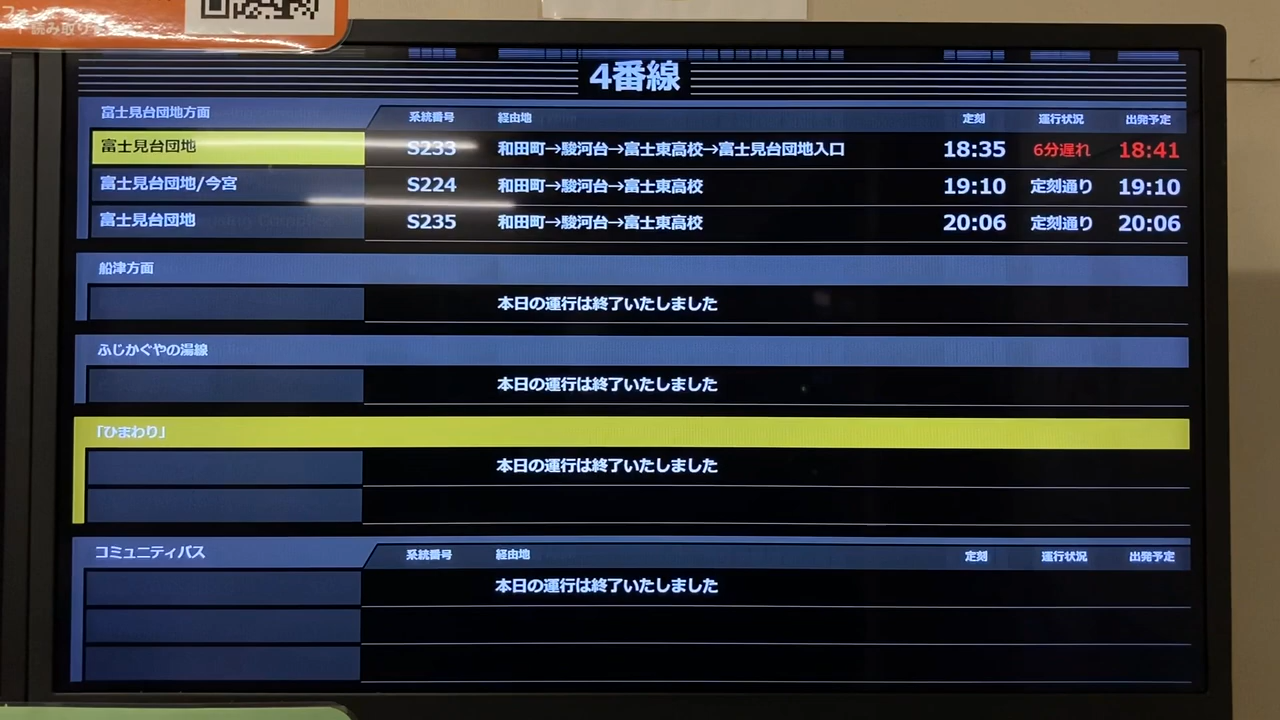 ド読み取り
4番線
富士見台団地方面 系統番号 経由地 定刻 運行状況 出発予定
富士見台団地 S233 和田町→駿河台→富士東高校→富士見台団地入口 18:35 6分遅れ 18:41
富士見台団地/今宮 S224 和田町→駿河台→富士東高校 19:10 定刻通り 19:10
富士見台団地 S235 和田町→駿河台→富士東高校 20:06 定刻通り 20:06
船津方面
本日の運行は終了いたしました
ふじかぐやの湯線
本日の運行は終了いたしました
「ひまわり」
本日の運行は終了いたしました
コミュニティバス 系統番号 経由地 定刻 運行状況 出発予定
本日の運行は終了いたしました